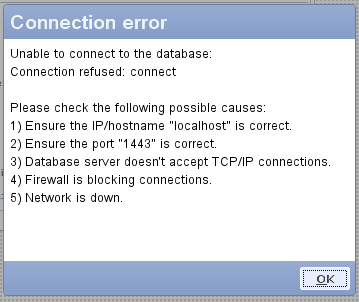 Connection error
Unable to connect to the database:
Connection refused: connect
Please check the following possible causes:
1) Ensure the IP/hostname "localhost" is correct.
2) Ensure the port "1443" is correct.
3) Database server doesn't accept TCP/IP connections.
4) Firewall is blocking connections.
5) Network is down.
OK